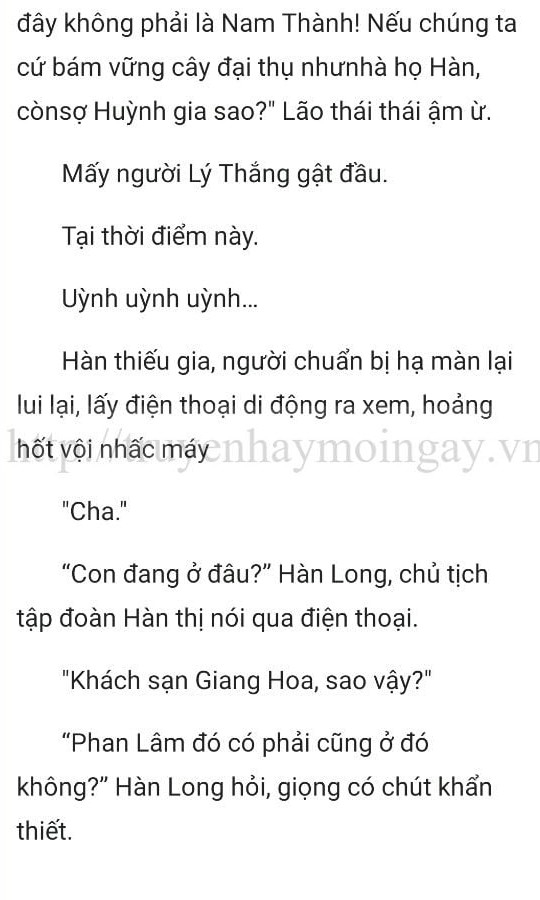 đây không phải là Nam Thành! Nếu chúng ta
cứ bám vững cây đại thụ nhưnhà họ Hàn,
cònsợ Huỳnh gia sao?" Lão thái thái ậm ừ.
Mấy người Lý Thắng gật đầu.
Tại thời điểm này.
Uỳnh uỳnh uỳnh...
Hàn thiếu gia, người chuẩn bị hạ màn lại
lui lại, lấy điện thoại di động ra xem, hoảng
hốt vội nhấc máy
http://truyenhaymoingay.vn
"Cha."
“Con đang ở đâu?” Hàn Long, chủ tịch
tập đoàn Hàn thị nói qua điện thoại.
"Khách sạn Giang Hoa, sao vậy?"
“Phan Lâm đó có phải cũng ở đó
không?” Hàn Long hỏi, giọng có chút khẩn
thiết.